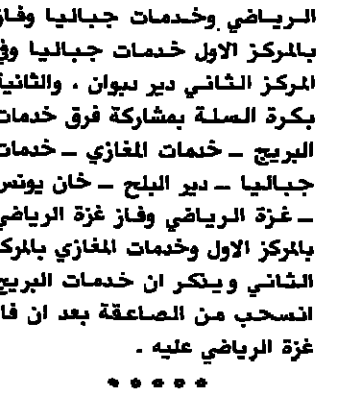 الرياضي وخدمات جباليا وفاز
بالمركز الاول خدمات جباليا وفي
المركز الثاني دير ديوان ، والثانية
بكرة السلة بمشاركة فرق خدمات
البريج – خدمات المغازي – خدمات
جباليا – دير البلح – خان يونس
– غزة الرياضي وفاز غزة الرياضي
بالمركز الاول وخدمات المغازي بالمركز
الثاني ويذكر ان خدمات البريج
انسحب من الصاعقة بعد ان فاز
غزة الرياضي عليه .
* * * * *